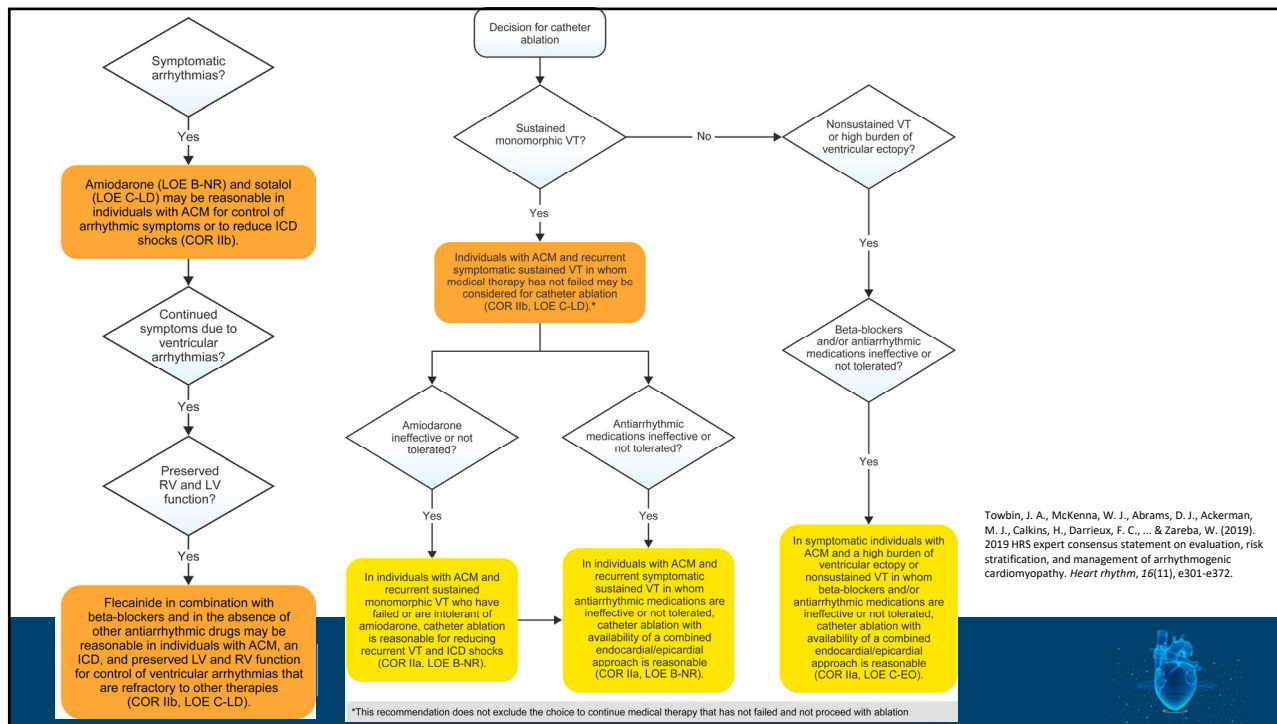 Symptomatic
arrhythmias?
Yes
Amiodarone (LOE B-NR) and sotalol
(LOE C-LD) may be reasonable in
individuals with ACM for control of
arrhythmic symptoms or to reduce ICD
shocks (COR IIb).
Continued
symptoms due to
ventricular
arrhythmias?
Yes
Preserved
RV and LV
function?
Yes
Flecainide in combination with
beta-blockers and in the absence of
other antiarrhythmic drugs may be
reasonable in individuals with ACM, an
ICD, and preserved LV and RV function
for control of ventricular arrhythmias that
are refractory to other therapies
(COR IIb, LOE C-LD).
Decision for catheter
ablation
Sustained
monomorphic VT?
No
Yes
Individuals with ACM and recurrent
symptomatic sustained VT in whom
medical therapy has not failed may be
considered for catheter ablation
(COR IIb, LOE C-LD).*
Amiodarone
ineffective or not
tolerated?
Yes
In individuals with ACM and
recurrent sustained
monomorphic VT who have
failed or are intolerant of
amiodarone, catheter ablation
is reasonable for reducing
recurrent VT and ICD shocks
(COR IIa, LOE B-NR).
Antiarrhythmic
medications ineffective or
not tolerated?
Yes
In individuals with ACM and
recurrent symptomatic
sustained VT in whom
antiarrhythmic medications are
ineffective or not tolerated,
catheter ablation with
availability of a combined
endocardial/epicardial
approach is reasonable
(COR IIa, LOE B-NR).
Nonsustained VT
or high burden of
ventricular ectopy?
Yes
Beta-blockers
and/or antiarrhythmic
medications ineffective or
not tolerated?
Yes
In symptomatic individuals with
ACM and a high burden of
ventricular ectopy or
nonsustained VT in whom
beta-blockers and/or
antiarrhythmic medications are
ineffective or not tolerated,
catheter ablation with
availability of a combined
endocardial/epicardial
approach is reasonable
(COR IIa, LOE C-EO).
*This recommendation does not exclude the choice to continue medical therapy that has not failed and not proceed with ablation
Towbin, J. A., McKenna, W. J., Abrams, D. J., Ackerman,
M. J., Calkins, H., Darrieux, F. C., ... & Zareba, W. (2019).
2019 HRS expert consensus statement on evaluation, risk
stratification, and management of arrhythmogenic
cardiomyopathy. Heart rhythm, 16(11), e301-e372.